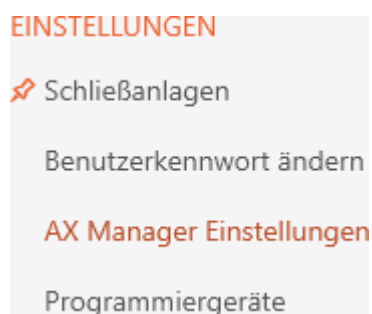 EINSTELLUNGEN
Schließanlagen
Benutzerkennwort ändern
AX Manager Einstellungen
Programmiergeräte